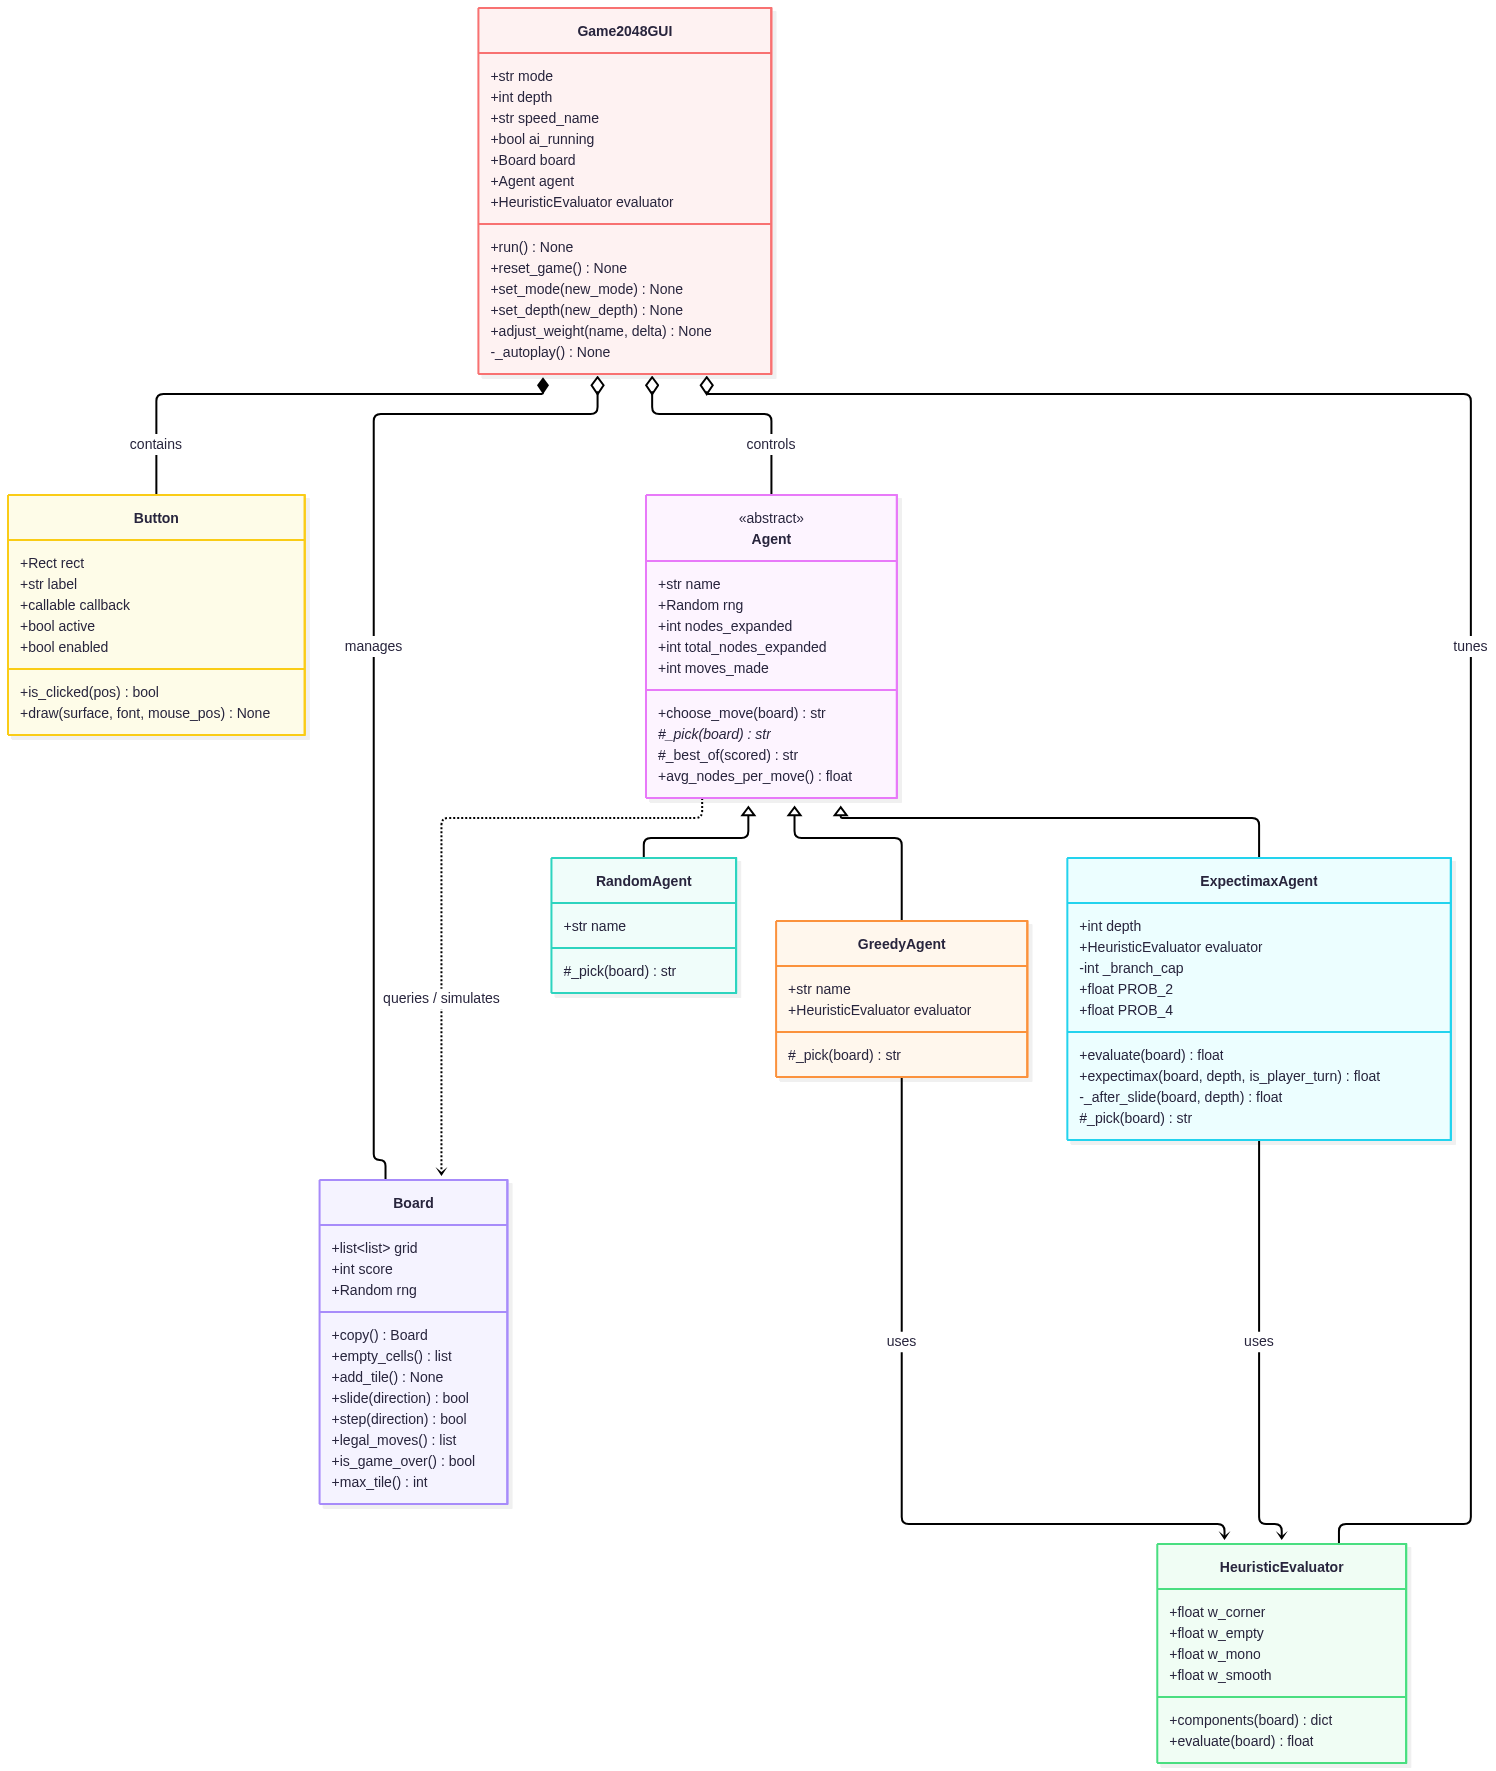 Game2048GUI
+str mode
+int depth
+str speed_name
+bool ai_running
+Board board
+Agent agent
+HeuristicEvaluator evaluator
+run() : None
+reset_game() : None
+set_mode(new_mode) : None
+set_depth(new_depth) : None
+adjust_weight(name, delta) : None
-_autoplay() : None
contains
controls
manages
tunes
Button
+Rect rect
+str label
+callable callback
+bool active
+bool enabled
+is_clicked(pos) : bool
+draw(surface, font, mouse_pos) : None
«abstract»
Agent
+str name
+Random rng
+int nodes_expanded
+int total_nodes_expanded
+int moves_made
+choose_move(board) : str
#_pick(board) : str
#_best_of(scored) : str
+avg_nodes_per_move() : float
queries / simulates
RandomAgent
+str name
#_pick(board) : str
GreedyAgent
+str name
+HeuristicEvaluator evaluator
#_pick(board) : str
ExpectimaxAgent
+int depth
+HeuristicEvaluator evaluator
-int _branch_cap
+float PROB_2
+float PROB_4
+evaluate(board) : float
+expectimax(board, depth, is_player_turn) : float
-_after_slide(board, depth) : float
#_pick(board) : str
Board
+list<list> grid
+int score
+Random rng
+copy() : Board
+empty_cells() : list
+add_tile() : None
+slide(direction) : bool
+step(direction) : bool
+legal_moves() : list
+is_game_over() : bool
+max_tile() : int
uses
uses
HeuristicEvaluator
+float w_corner
+float w_empty
+float w_mono
+float w_smooth
+components(board) : dict
+evaluate(board) : float